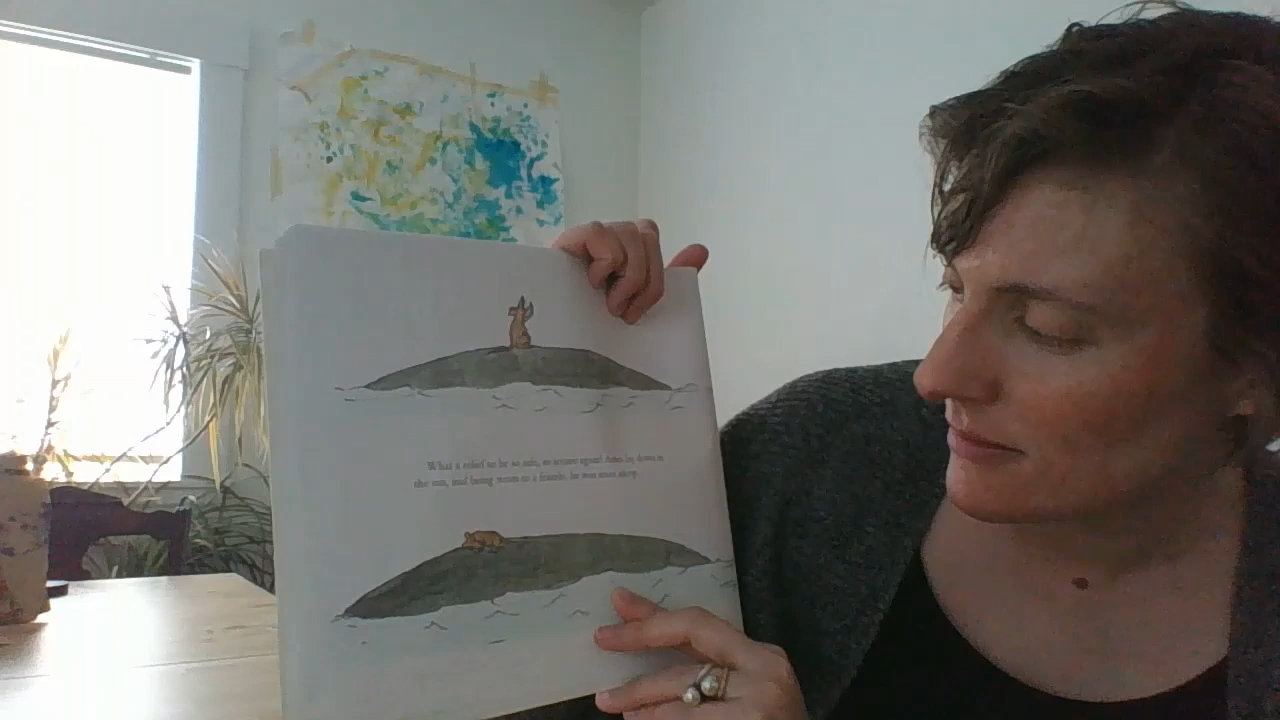 What a relief to be so safe, so secure again! Amos lay down in
the sun, and being worn to a frazzle, he was soon asleep.